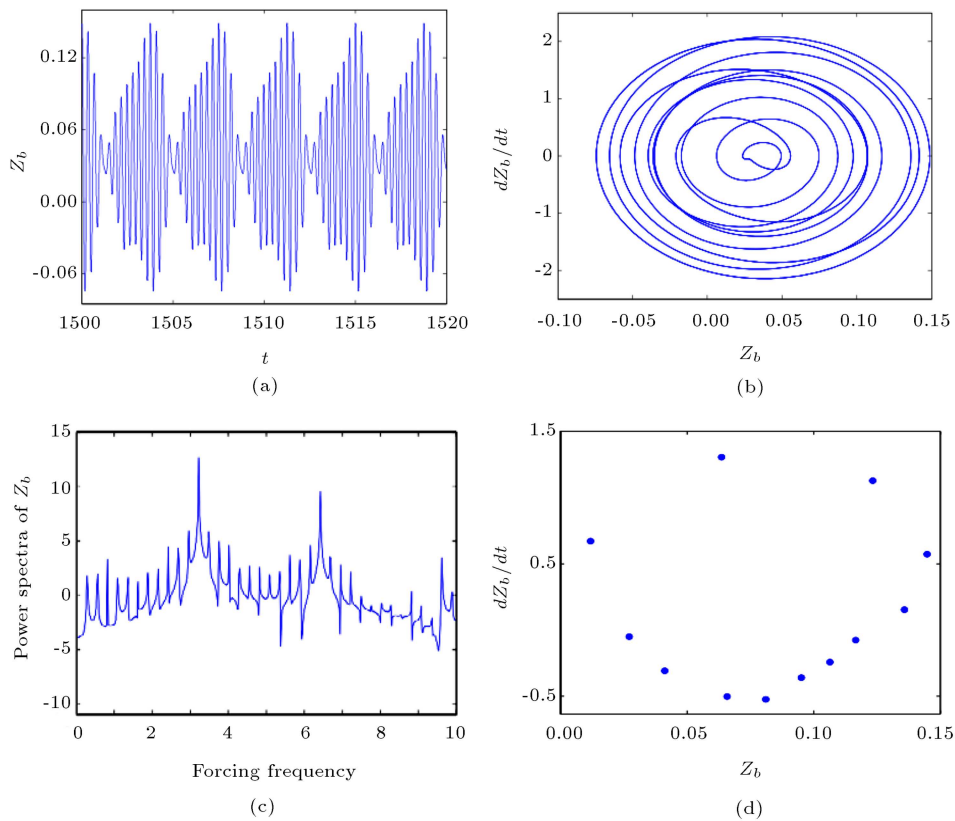 0.12
0.06
0.00
-0.06
Z_b
1500 1505 1510 1515 1520
t
(a)
2
1
0
-1
-2
dZ_b/dt
-0.10 -0.05 0.00 0.05 0.10 0.15
Z_b
(b)
15
10
5
0
-5
-10
Power spectra of Z_b
0 2 4 6 8 10
Forcing frequency
(c)
1.5
0.5
-0.5
dZ_b/dt
0.00 0.05 0.10 0.15
Z_b
(d)